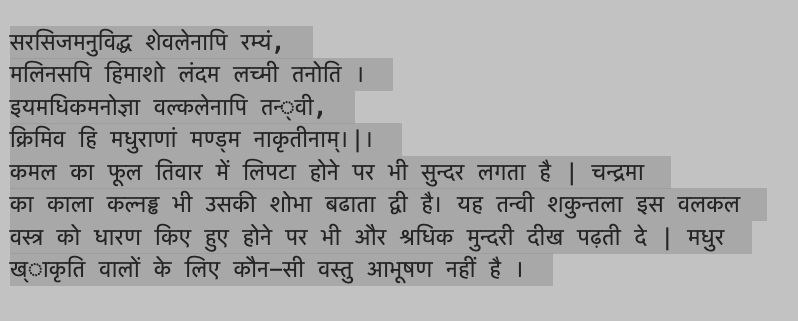 सरसिजमनुविद्ध शेवलेनापि रम्यं,
मलिनसपि हिमाशो लंदम लच्मी तनोति ।
इयमधिकमनोज्ञा वल्कलेनापि तन्‍्वी,
क्रिमिव हि मधुराणां मण्ड्म नाकृतीनाम्।|।
कमल का फूल तिवार में लिपटा होने पर भी सुन्दर लगता है | चन्द्रमा
का काला कल्नङ्क भी उसकी शोभा बढाता द्वी है। यह तन्वी शकुन्तला इस वलकल
वस्त्र को धारण किए हुए होने पर भी और श्रधिक मुन्दरी दीख पढ़ती दे | मधुर
ख्ाकृति वालों के लिए कौन–सी वस्तु आभूषण नहीं है ।